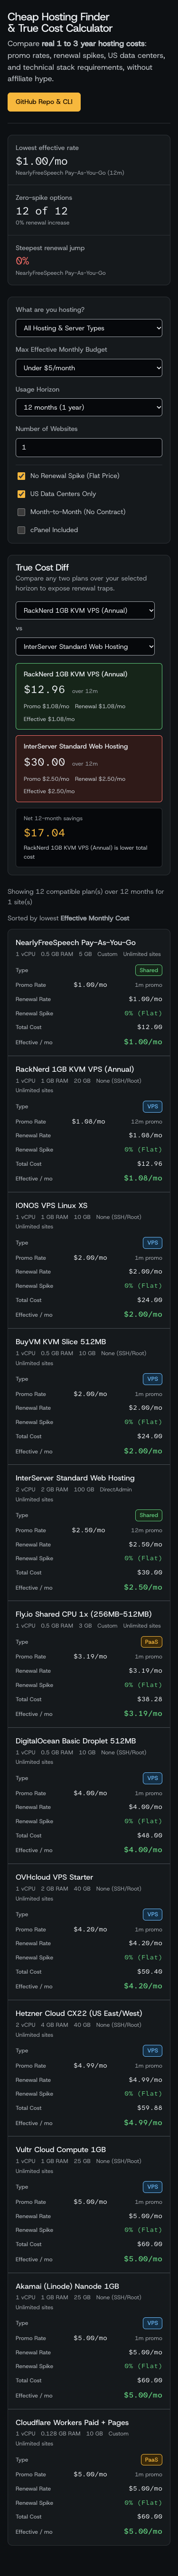 Cheap Hosting Finder
& True Cost Calculator
Compare real 1 to 3 year hosting costs:
promo rates, renewal spikes, US data centers,
and technical stack requirements, without
affiliate hype.
GitHub Repo & CLI
Lowest effective rate
$1.00/mo
NearlyFreeSpeech Pay-As-You-Go (12m)
Zero-spike options
12 of 12
0% renewal increase
Steepest renewal jump
0%
NearlyFreeSpeech Pay-As-You-Go
What are you hosting?
All Hosting & Server Types
Max Effective Monthly Budget
Under $5/month
Usage Horizon
12 months (1 year)
Number of Websites
1
No Renewal Spike (Flat Price)
US Data Centers Only
Month-to-Month (No Contract)
cPanel Included
True Cost Diff
Compare any two plans over your selected
horizon to expose renewal traps.
RackNerd 1GB KVM VPS (Annual)
vs
InterServer Standard Web Hosting
RackNerd 1GB KVM VPS (Annual)
$12.96 over 12m
Promo $1.08/mo Renewal $1.08/mo
Effective $1.08/mo
InterServer Standard Web Hosting
$30.00 over 12m
Promo $2.50/mo Renewal $2.50/mo
Effective $2.50/mo
Net 12-month savings
$17.04
RackNerd 1GB KVM VPS (Annual) is lower total
cost
Showing 12 compatible plan(s) over 12 months for
1 site(s)
Sorted by lowest Effective Monthly Cost
NearlyFreeSpeech Pay-As-You-Go
1 vCPU 0.5 GB RAM 5 GB Custom Unlimited sites
Type Shared
Promo Rate $1.00/mo 1m promo
Renewal Rate $1.00/mo
Renewal Spike 0% (Flat)
Total Cost $12.00
Effective / mo $1.00/mo
RackNerd 1GB KVM VPS (Annual)
1 vCPU 1 GB RAM 20 GB None (SSH/Root)
Unlimited sites
Type VPS
Promo Rate $1.08/mo 12m promo
Renewal Rate $1.08/mo
Renewal Spike 0% (Flat)
Total Cost $12.96
Effective / mo $1.08/mo
IONOS VPS Linux XS
1 vCPU 1 GB RAM 10 GB None (SSH/Root)
Unlimited sites
Type VPS
Promo Rate $2.00/mo 1m promo
Renewal Rate $2.00/mo
Renewal Spike 0% (Flat)
Total Cost $24.00
Effective / mo $2.00/mo
BuyVM KVM Slice 512MB
1 vCPU 0.5 GB RAM 10 GB None (SSH/Root)
Unlimited sites
Type VPS
Promo Rate $2.00/mo 1m promo
Renewal Rate $2.00/mo
Renewal Spike 0% (Flat)
Total Cost $24.00
Effective / mo $2.00/mo
InterServer Standard Web Hosting
2 vCPU 2 GB RAM 100 GB DirectAdmin
Unlimited sites
Type Shared
Promo Rate $2.50/mo 12m promo
Renewal Rate $2.50/mo
Renewal Spike 0% (Flat)
Total Cost $30.00
Effective / mo $2.50/mo
Fly.io Shared CPU 1x (256MB-512MB)
1 vCPU 0.5 GB RAM 3 GB Custom Unlimited sites
Type PaaS
Promo Rate $3.19/mo 1m promo
Renewal Rate $3.19/mo
Renewal Spike 0% (Flat)
Total Cost $38.28
Effective / mo $3.19/mo
DigitalOcean Basic Droplet 512MB
1 vCPU 0.5 GB RAM 10 GB None (SSH/Root)
Unlimited sites
Type VPS
Promo Rate $4.00/mo 1m promo
Renewal Rate $4.00/mo
Renewal Spike 0% (Flat)
Total Cost $48.00
Effective / mo $4.00/mo
OVHcloud VPS Starter
1 vCPU 2 GB RAM 40 GB None (SSH/Root)
Unlimited sites
Type VPS
Promo Rate $4.20/mo 1m promo
Renewal Rate $4.20/mo
Renewal Spike 0% (Flat)
Total Cost $50.40
Effective / mo $4.20/mo
Hetzner Cloud CX22 (US East/West)
2 vCPU 4 GB RAM 40 GB None (SSH/Root)
Unlimited sites
Type VPS
Promo Rate $4.99/mo 1m promo
Renewal Rate $4.99/mo
Renewal Spike 0% (Flat)
Total Cost $59.88
Effective / mo $4.99/mo
Vultr Cloud Compute 1GB
1 vCPU 1 GB RAM 25 GB None (SSH/Root)
Unlimited sites
Type VPS
Promo Rate $5.00/mo 1m promo
Renewal Rate $5.00/mo
Renewal Spike 0% (Flat)
Total Cost $60.00
Effective / mo $5.00/mo
Akamai (Linode) Nanode 1GB
1 vCPU 1 GB RAM 25 GB None (SSH/Root)
Unlimited sites
Type VPS
Promo Rate $5.00/mo 1m promo
Renewal Rate $5.00/mo
Renewal Spike 0% (Flat)
Total Cost $60.00
Effective / mo $5.00/mo
Cloudflare Workers Paid + Pages
1 vCPU 0.128 GB RAM 10 GB Custom
Unlimited sites
Type PaaS
Promo Rate $5.00/mo 1m promo
Renewal Rate $5.00/mo
Renewal Spike 0% (Flat)
Total Cost $60.00
Effective / mo $5.00/mo